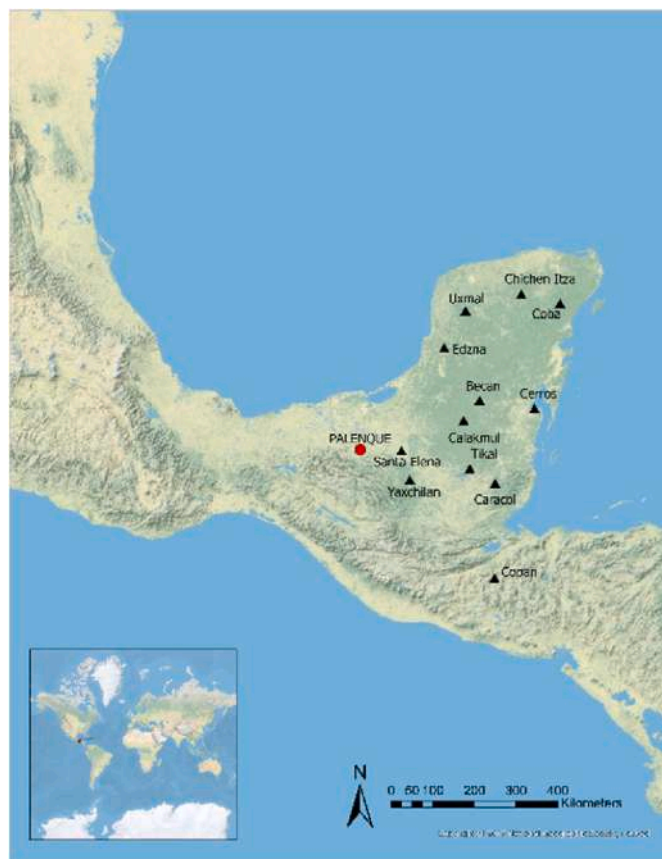 Chichen Itza
Uxmal
Coba
Edzna
Becan
Cerros
Calakmul
PALENQUE
Santa Elena
Tikal
Yaxchilan
Caracol
Copan
N
0 50 100 200 300 400
Kilometers